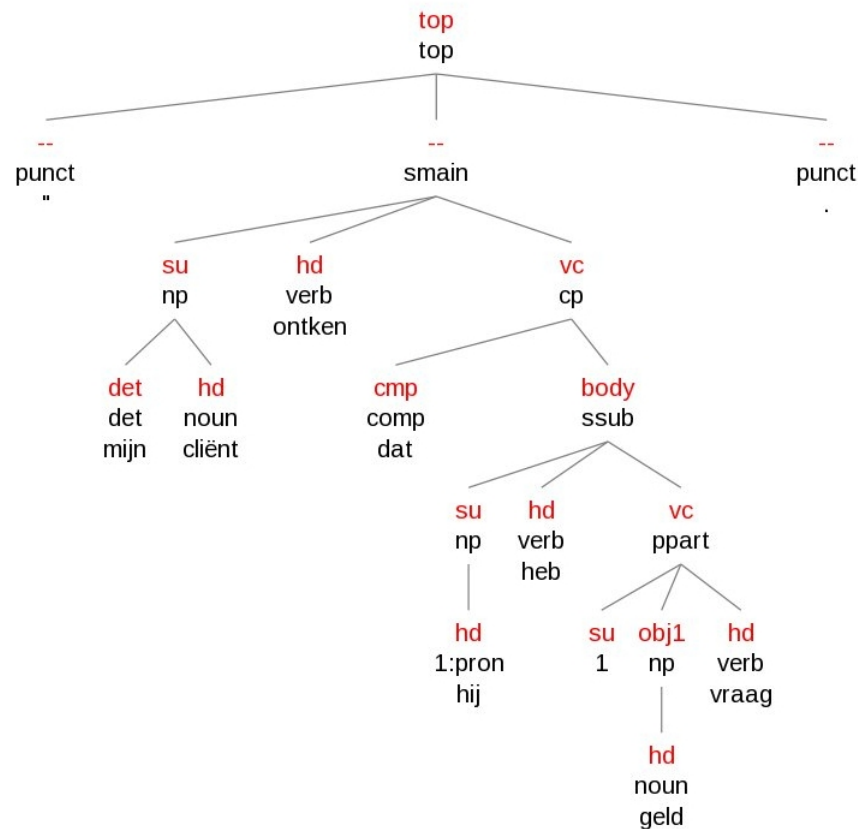 top
top
-- -- --
punct smain punct
" .
su hd vc
np verb cp
ontken
det hd cmp body
det noun comp ssub
mijn cliënt dat
su hd vc
np verb ppart
heb
hd su obj1 hd
1:pron 1 np verb
hij vraag
hd
noun
geld